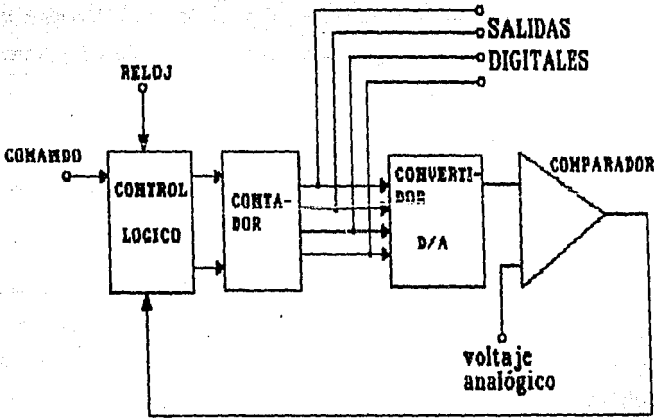 SALIDAS
DIGITALES
RELOJ
COMANDO
CONTROL
LOGICO
CONTA-
DOR
CONVERTI-
DOR
D/A
COMPARADOR
voltaje
analógico